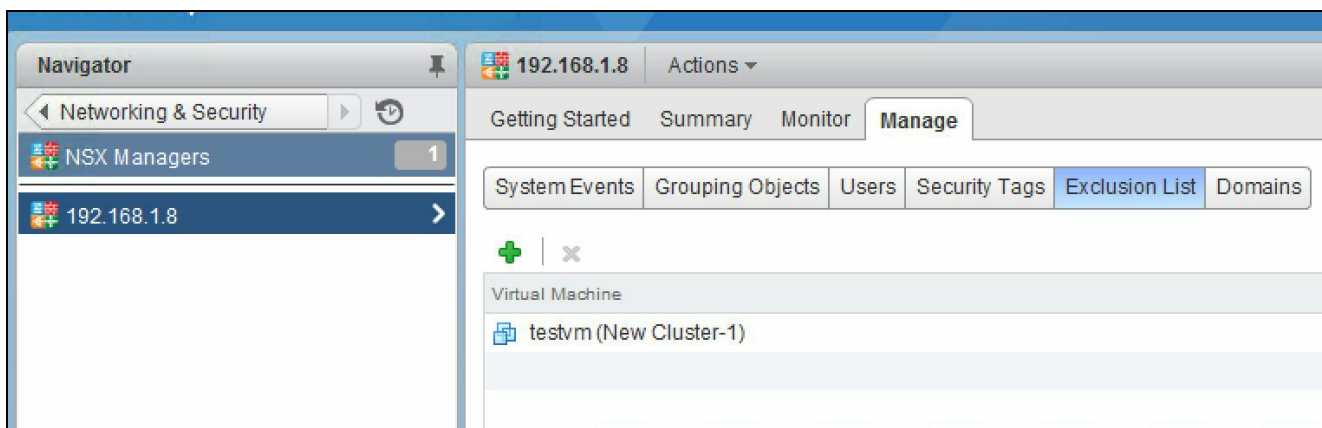 Navigator
Networking & Security
NSX Managers 1
192.168.1.8
192.168.1.8 Actions
Getting Started Summary Monitor Manage
System Events Grouping Objects Users Security Tags Exclusion List Domains
Virtual Machine
testvm (New Cluster-1)